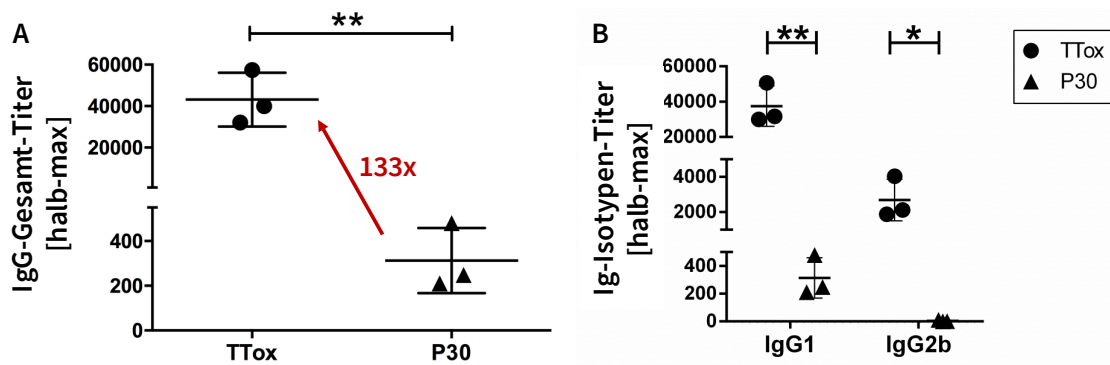 A
**
IgG-Gesamt-Titer
[halb-max]
60000
40000
20000
400
200
0
133x
TTox
P30
B
**
*
Ig-Isotypen-Titer
[halb-max]
60000
40000
20000
4000
2000
400
200
0
IgG1
IgG2b
TTox
P30